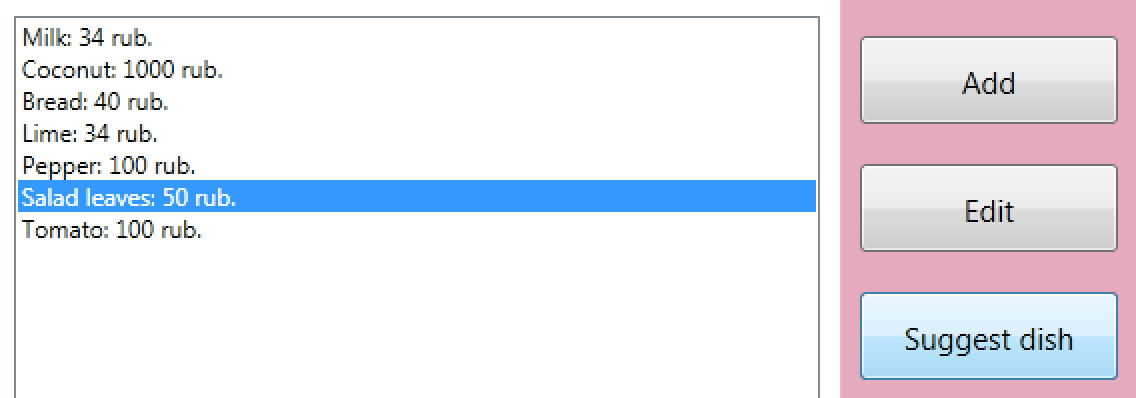 Milk: 34 rub.
Coconut: 1000 rub.
Bread: 40 rub.
Lime: 34 rub.
Pepper: 100 rub.
Salad leaves: 50 rub.
Tomato: 100 rub.
Add
Edit
Suggest dish